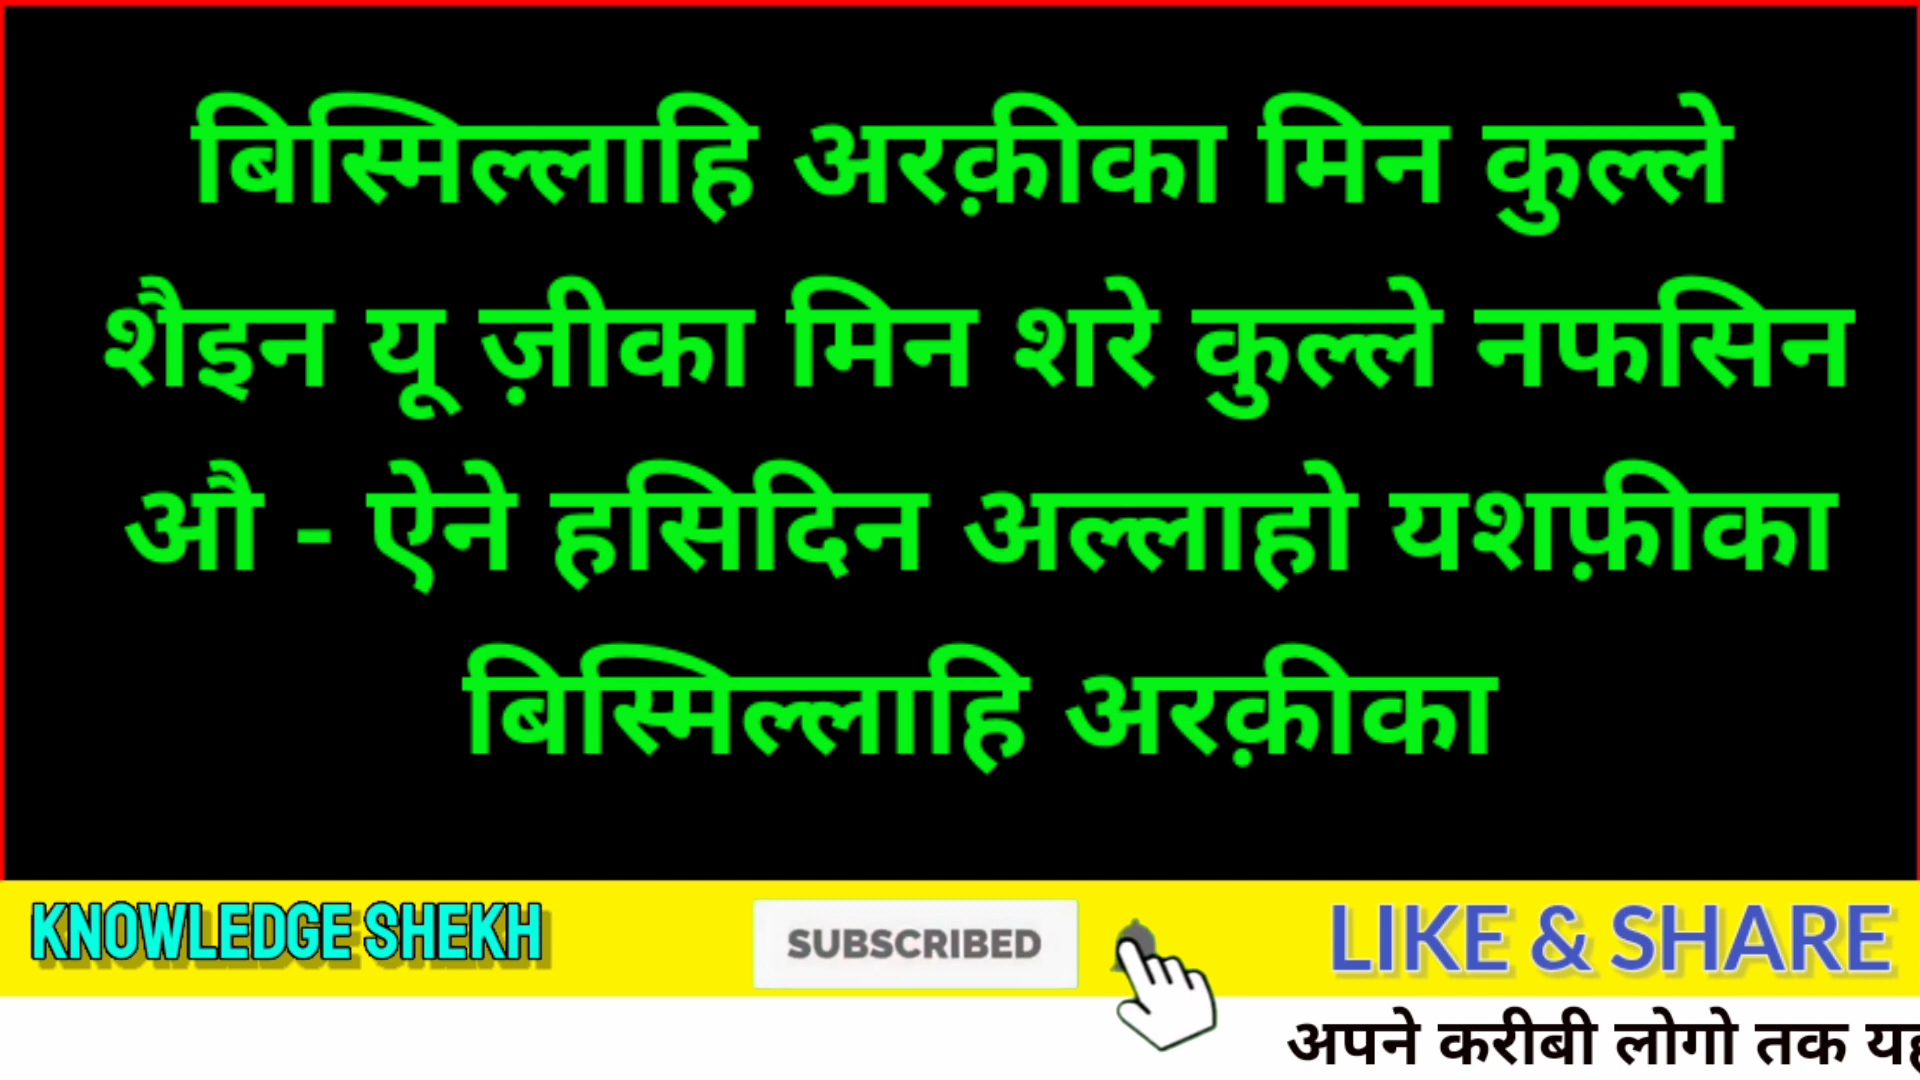 बिस्मिल्लाहि अरक़ीका मिन कुल्ले
शैइन यू ज़ीका मिन शरे कुल्ले नफसिन
औ - ऐने हसिदिन अल्लाहो यशफ़ीका
बिस्मिल्लाहि अरक़ीका
KNOWLEDGE SHEKH
SUBSCRIBED
LIKE & SHARE
अपने करीबी लोगो तक